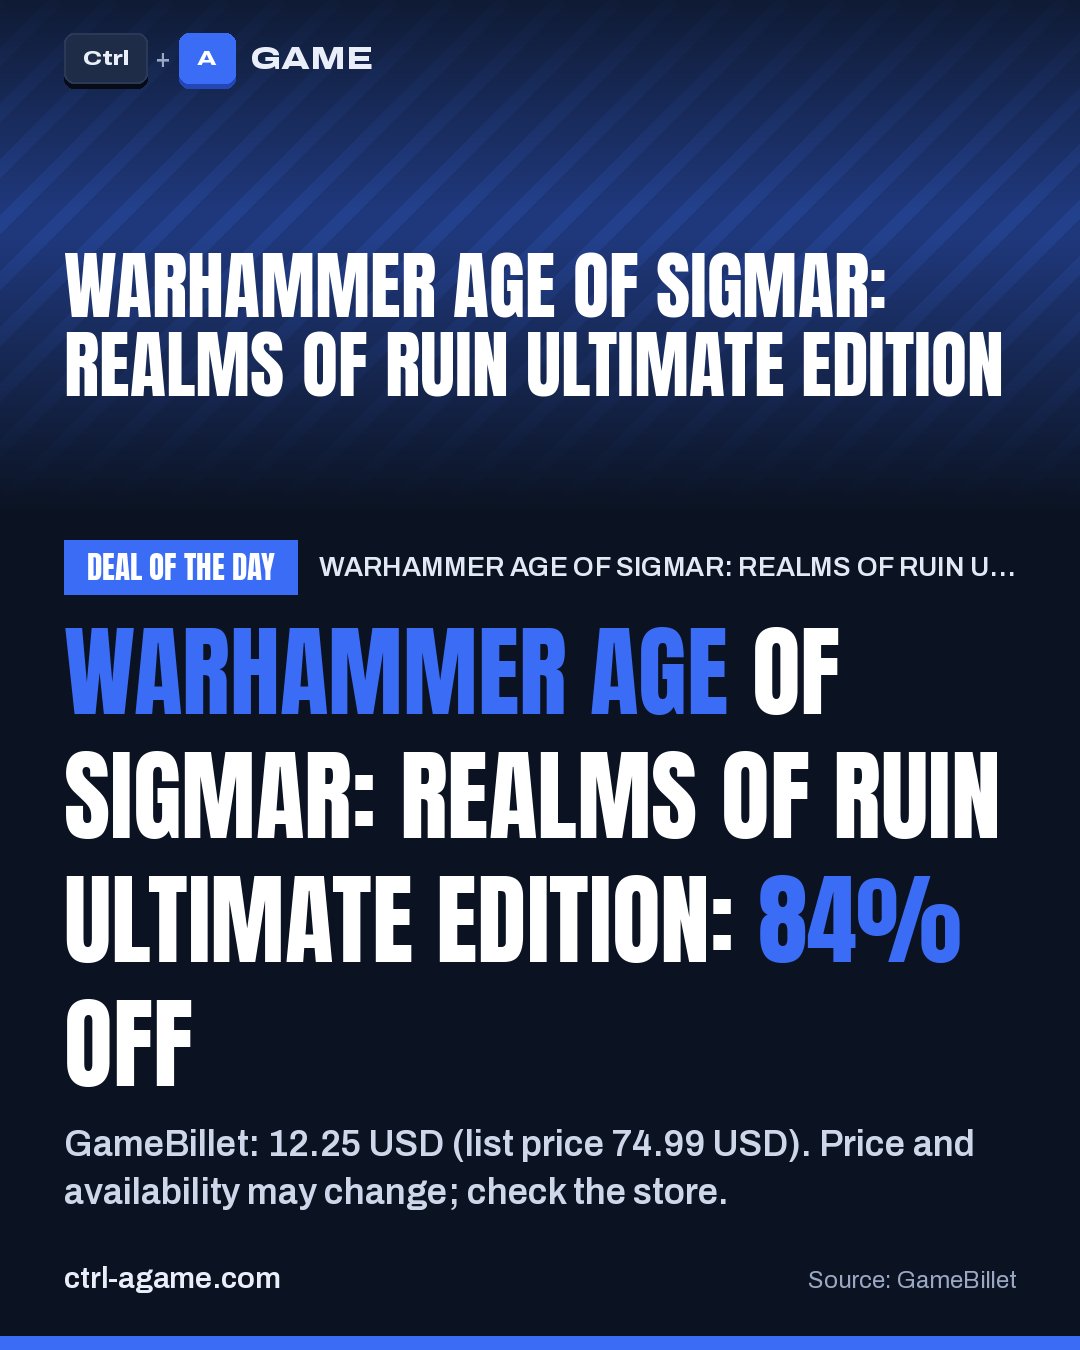 Ctrl + A GAME
WARHAMMER AGE OF SIGMAR:
REALMS OF RUIN ULTIMATE EDITION
DEAL OF THE DAY WARHAMMER AGE OF SIGMAR: REALMS OF RUIN U...
WARHAMMER AGE OF
SIGMAR: REALMS OF RUIN
ULTIMATE EDITION: 84%
OFF
GameBillet: 12.25 USD (list price 74.99 USD). Price and
availability may change; check the store.
ctrl-agame.com
Source: GameBillet